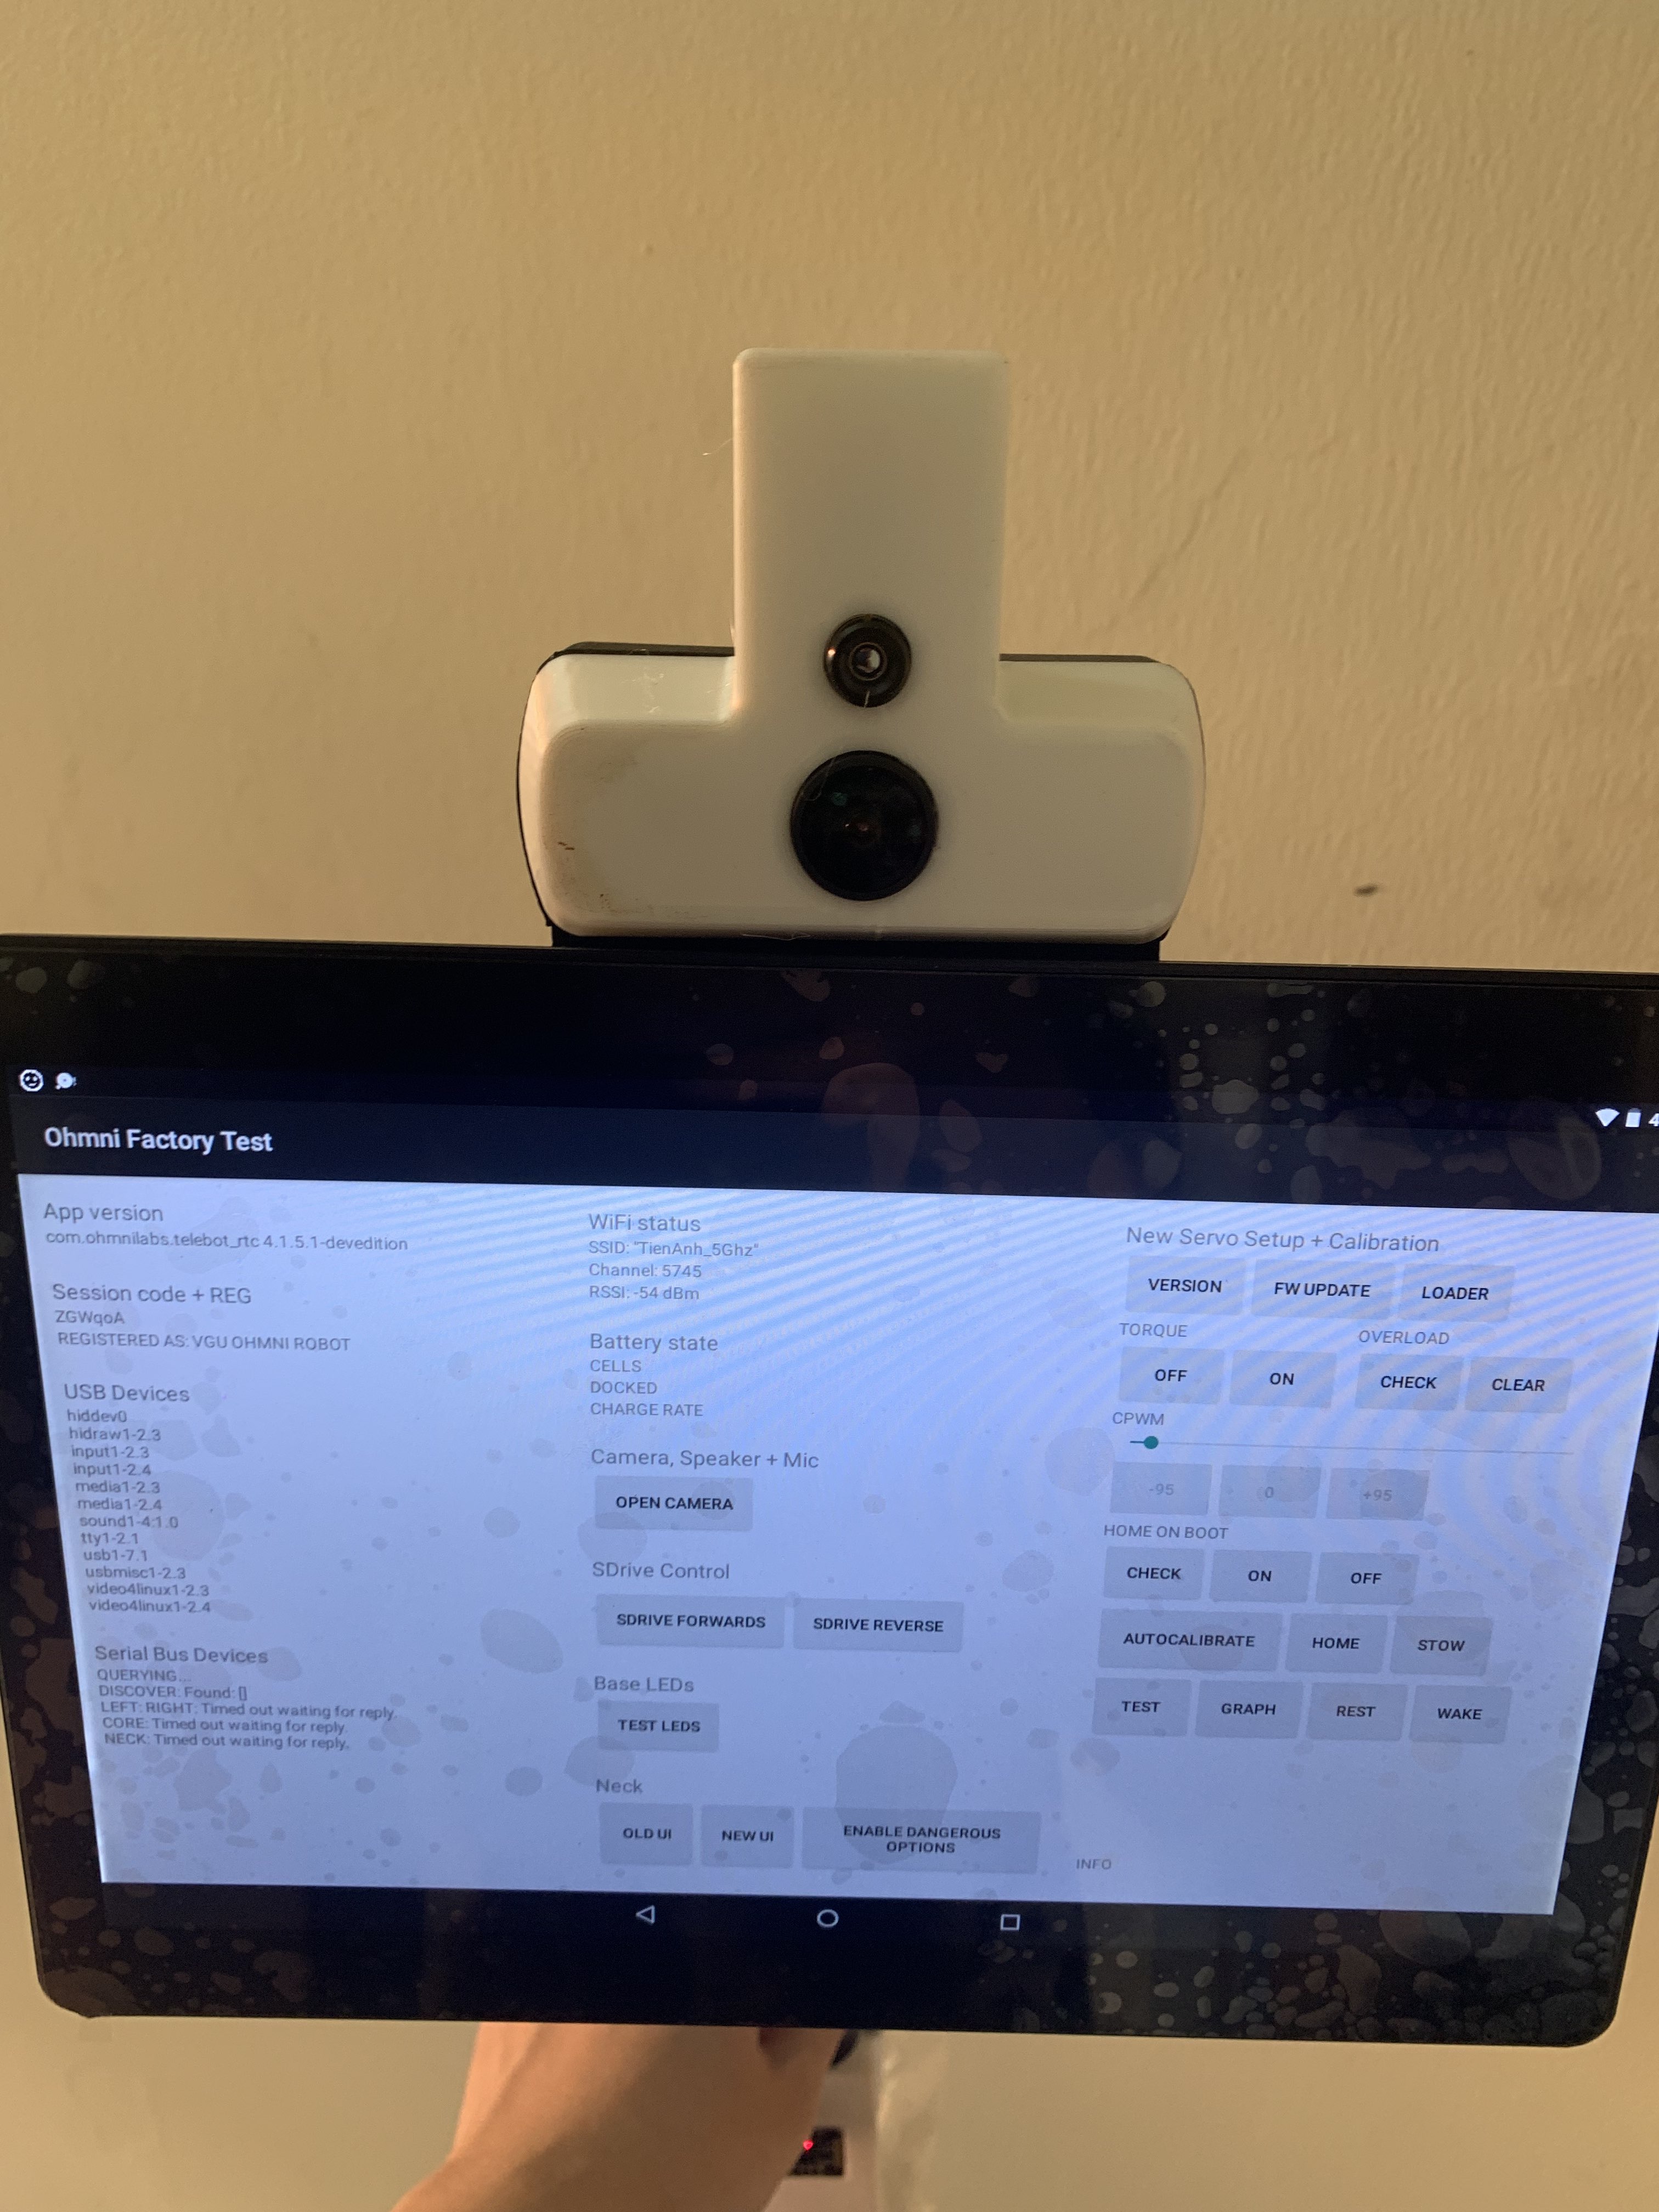 4
Ohmni Factory Test
App version
com.ohmnilabs.telebot_rtc 4.1.5.1-devedition
Session code + REG
ZGWqoA
REGISTERED AS: VGU OHMNI ROBOT
USB Devices
hiddev0
hidraw1-2.3
input1-2.3
input1-2.4
media1-2.3
media1-2.4
sound1-4:1.0
tty1-2.1
usb1-7.1
usbmisc1-2.3
video4linux1-2.3
video4linux1-2.4
Serial Bus Devices
QUERYING...
DISCOVER: Found: []
LEFT: RIGHT: Timed out waiting for reply.
CORE: Timed out waiting for reply.
NECK: Timed out waiting for reply.
WiFi status
SSID: "TienAnh_5Ghz"
Channel: 5745
RSSI: -54 dBm
Battery state
CELLS
DOCKED
CHARGE RATE
Camera, Speaker + Mic
OPEN CAMERA
SDrive Control
SDRIVE FORWARDS SDRIVE REVERSE
Base LEDs
TEST LEDS
Neck
OLD UI NEW UI ENABLE DANGEROUS
OPTIONS
New Servo Setup + Calibration
VERSION FW UPDATE LOADER
TORQUE OVERLOAD
OFF ON CHECK CLEAR
CPWM
-95 0 +95
HOME ON BOOT
CHECK ON OFF
AUTOCALIBRATE HOME STOW
TEST GRAPH REST WAKE
INFO